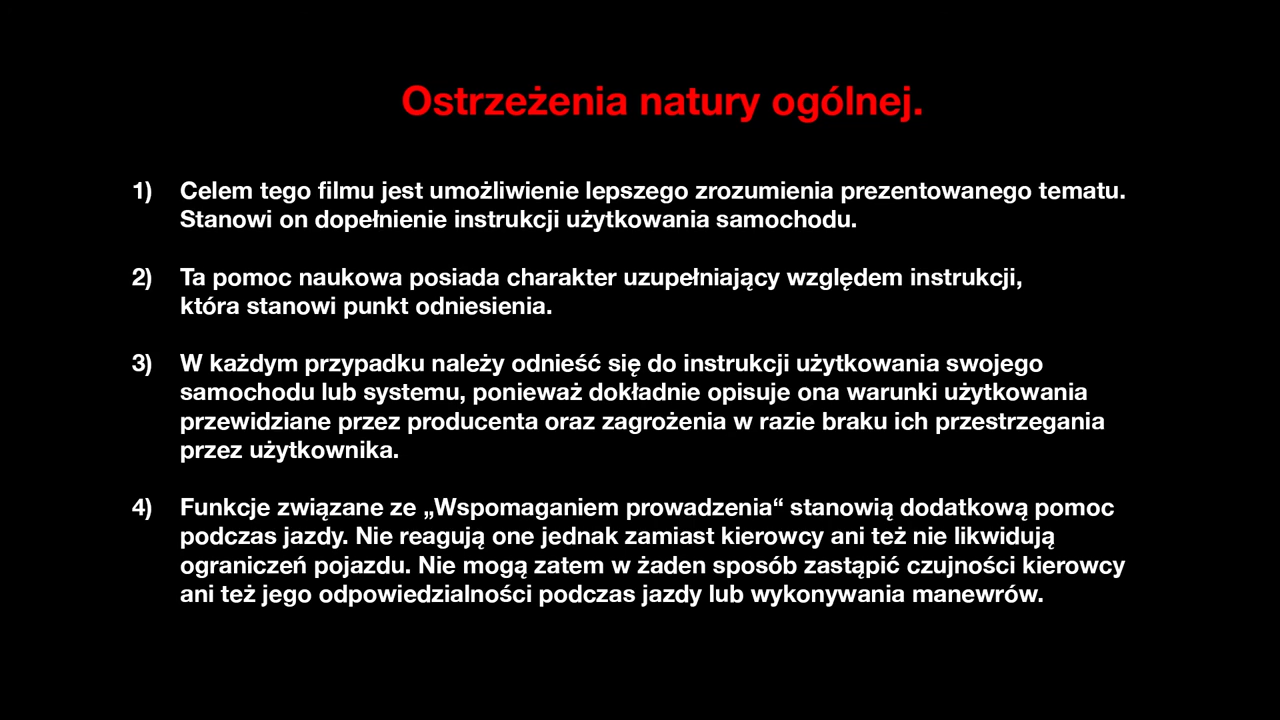 Ostrzeżenia natury ogólnej.
1) Celem tego filmu jest umożliwienie lepszego zrozumienia prezentowanego tematu.
Stanowi on dopełnienie instrukcji użytkowania samochodu.
2) Ta pomoc naukowa posiada charakter uzupełniający względem instrukcji,
która stanowi punkt odniesienia.
3) W każdym przypadku należy odnieść się do instrukcji użytkowania swojego
samochodu lub systemu, ponieważ dokładnie opisuje ona warunki użytkowania
przewidziane przez producenta oraz zagrożenia w razie braku ich przestrzegania
przez użytkownika.
4) Funkcje związane ze „Wspomaganiem prowadzenia“ stanowią dodatkową pomoc
podczas jazdy. Nie reagują one jednak zamiast kierowcy ani też nie likwidują
ograniczeń pojazdu. Nie mogą zatem w żaden sposób zastąpić czujności kierowcy
ani też jego odpowiedzialności podczas jazdy lub wykonywania manewrów.